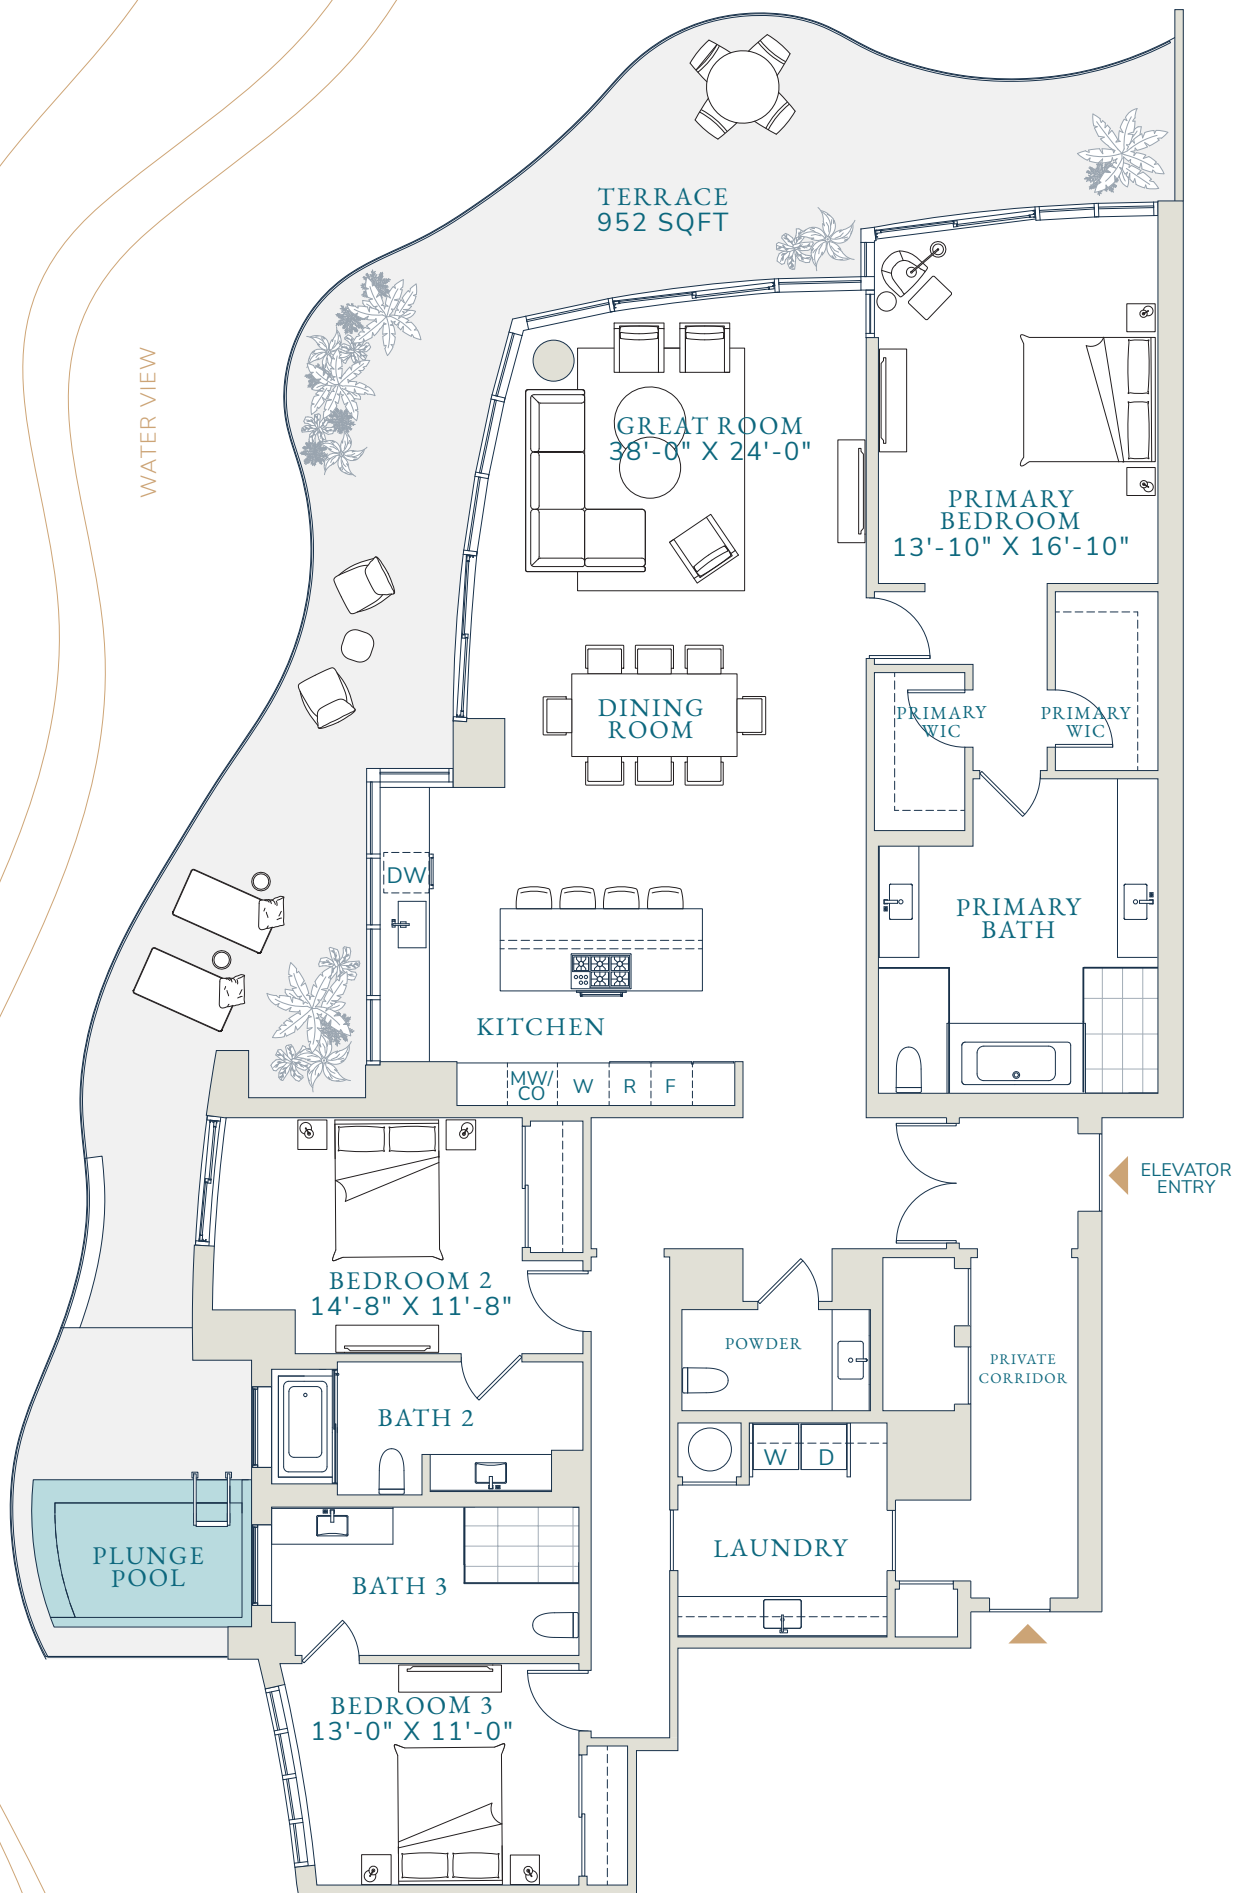 TERRACE
952 SQFT
WATER VIEW
GREAT ROOM
38'-0" X 24'-0"
PRIMARY
BEDROOM
13'-10" X 16'-10"
DINING
ROOM
PRIMARY
WIC
PRIMARY
WIC
DW
PRIMARY
BATH
KITCHEN
MW/
CO
W
R
F
ELEVATOR
ENTRY
BEDROOM 2
14'-8" X 11'-8"
POWDER
PRIVATE
CORRIDOR
BATH 2
W
D
PLUNGE
POOL
LAUNDRY
BATH 3
BEDROOM 3
13'-0" X 11'-0"